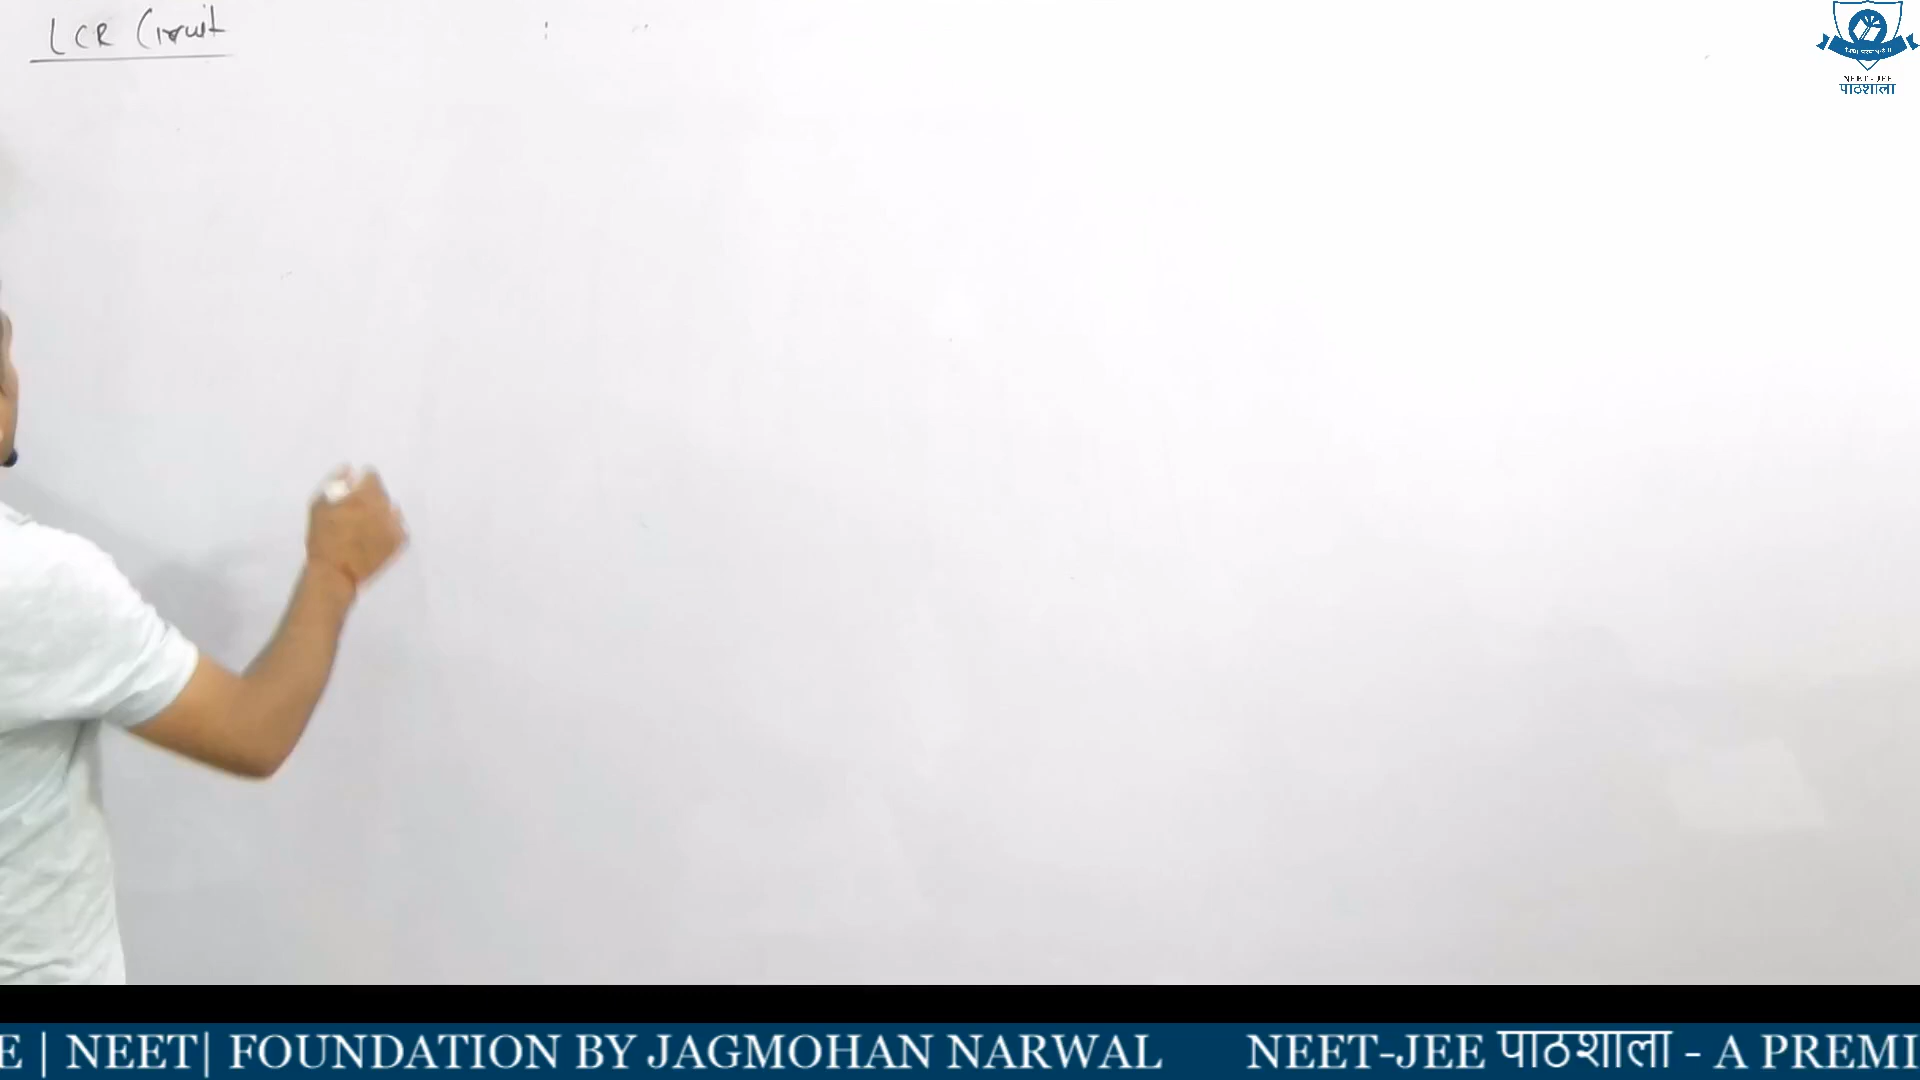 LCR Circuit
NEET - JEE
पाठशाला
E | NEET| FOUNDATION BY JAGMOHAN NARWAL NEET-JEE पाठशाला - A PREMI